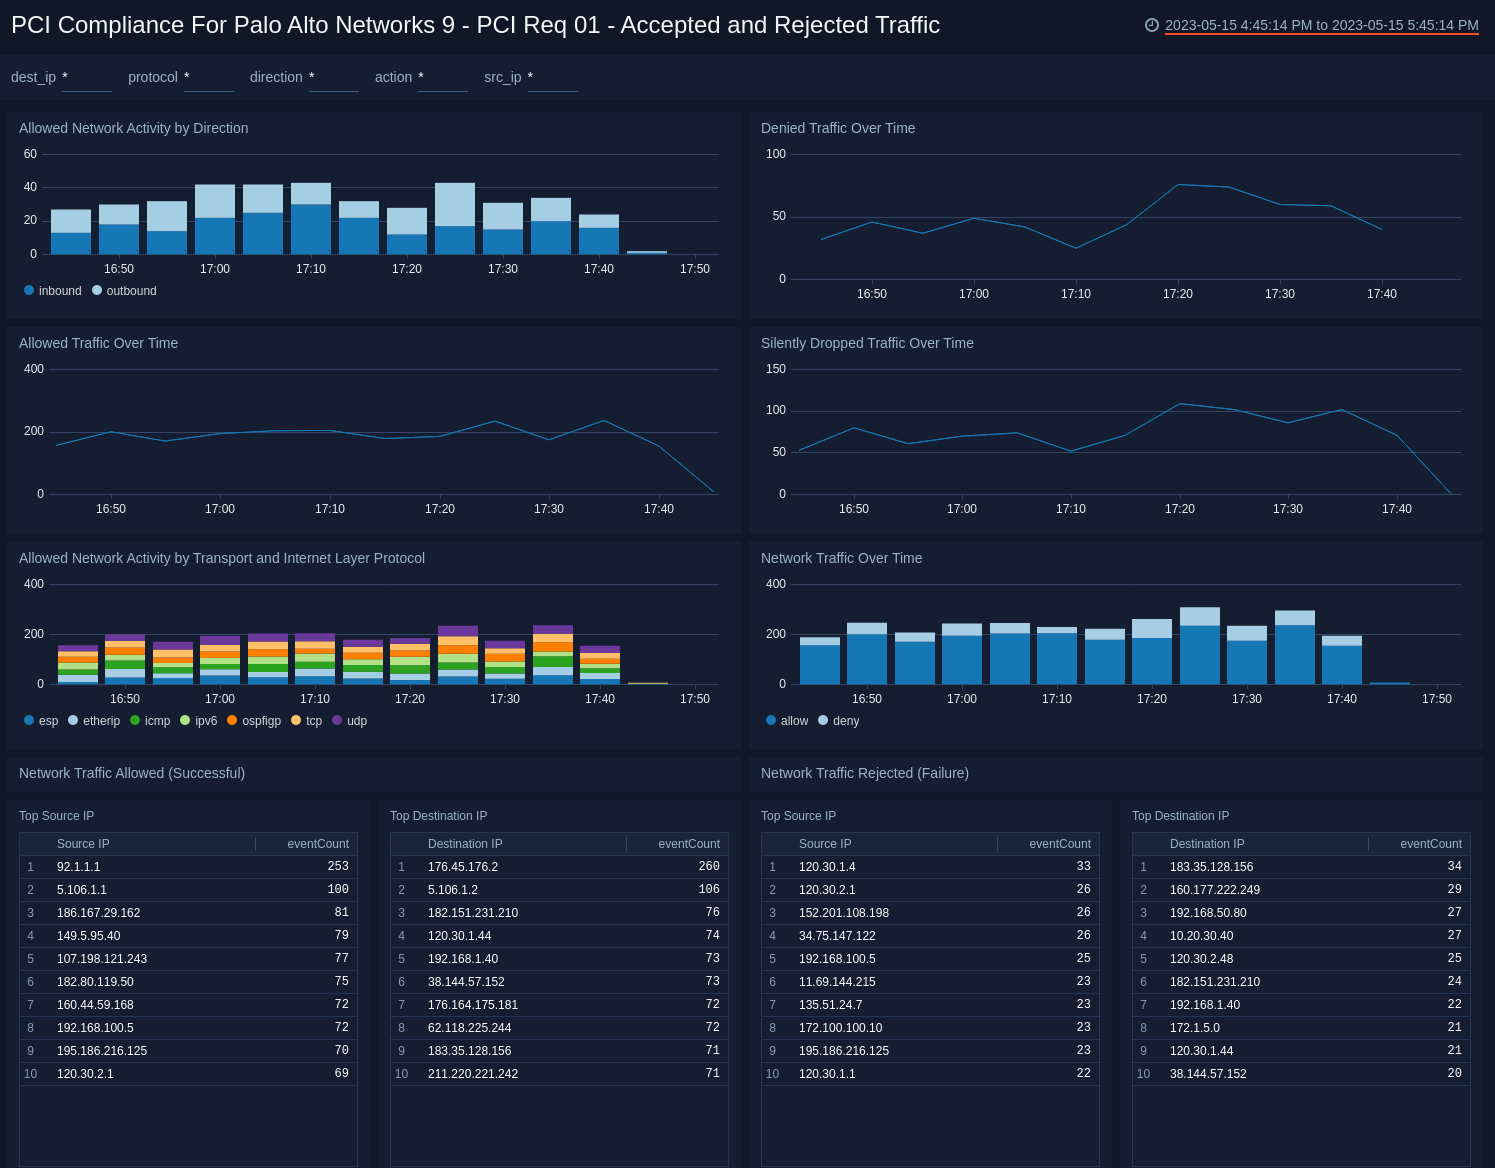 PCI Compliance For Palo Alto Networks 9 - PCI Req 01 - Accepted and Rejected Traffic
2023-05-15 4:45:14 PM to 2023-05-15 5:45:14 PM
dest_ip * protocol * direction * action * src_ip *
Allowed Network Activity by Direction
60
40
20
0
16:50 17:00 17:10 17:20 17:30 17:40 17:50
inbound outbound
Denied Traffic Over Time
100
50
0
16:50 17:00 17:10 17:20 17:30 17:40
Allowed Traffic Over Time
400
200
0
16:50 17:00 17:10 17:20 17:30 17:40
Silently Dropped Traffic Over Time
150
100
50
0
16:50 17:00 17:10 17:20 17:30 17:40
Allowed Network Activity by Transport and Internet Layer Protocol
400
200
0
16:50 17:00 17:10 17:20 17:30 17:40 17:50
esp etherip icmp ipv6 ospfigp tcp udp
Network Traffic Over Time
400
200
0
16:50 17:00 17:10 17:20 17:30 17:40 17:50
allow deny
Network Traffic Allowed (Successful)
Top Source IP
Source IP eventCount
1 92.1.1.1 253
2 5.106.1.1 100
3 186.167.29.162 81
4 149.5.95.40 79
5 107.198.121.243 77
6 182.80.119.50 75
7 160.44.59.168 72
8 192.168.100.5 72
9 195.186.216.125 70
10 120.30.2.1 69
Top Destination IP
Destination IP eventCount
1 176.45.176.2 260
2 5.106.1.2 106
3 182.151.231.210 76
4 120.30.1.44 74
5 192.168.1.40 73
6 38.144.57.152 73
7 176.164.175.181 72
8 62.118.225.244 72
9 183.35.128.156 71
10 211.220.221.242 71
Network Traffic Rejected (Failure)
Top Source IP
Source IP eventCount
1 120.30.1.4 33
2 120.30.2.1 26
3 152.201.108.198 26
4 34.75.147.122 26
5 192.168.100.5 25
6 11.69.144.215 23
7 135.51.24.7 23
8 172.100.100.10 23
9 195.186.216.125 23
10 120.30.1.1 22
Top Destination IP
Destination IP eventCount
1 183.35.128.156 34
2 160.177.222.249 29
3 192.168.50.80 27
4 10.20.30.40 27
5 120.30.2.48 25
6 182.151.231.210 24
7 192.168.1.40 22
8 172.1.5.0 21
9 120.30.1.44 21
10 38.144.57.152 20